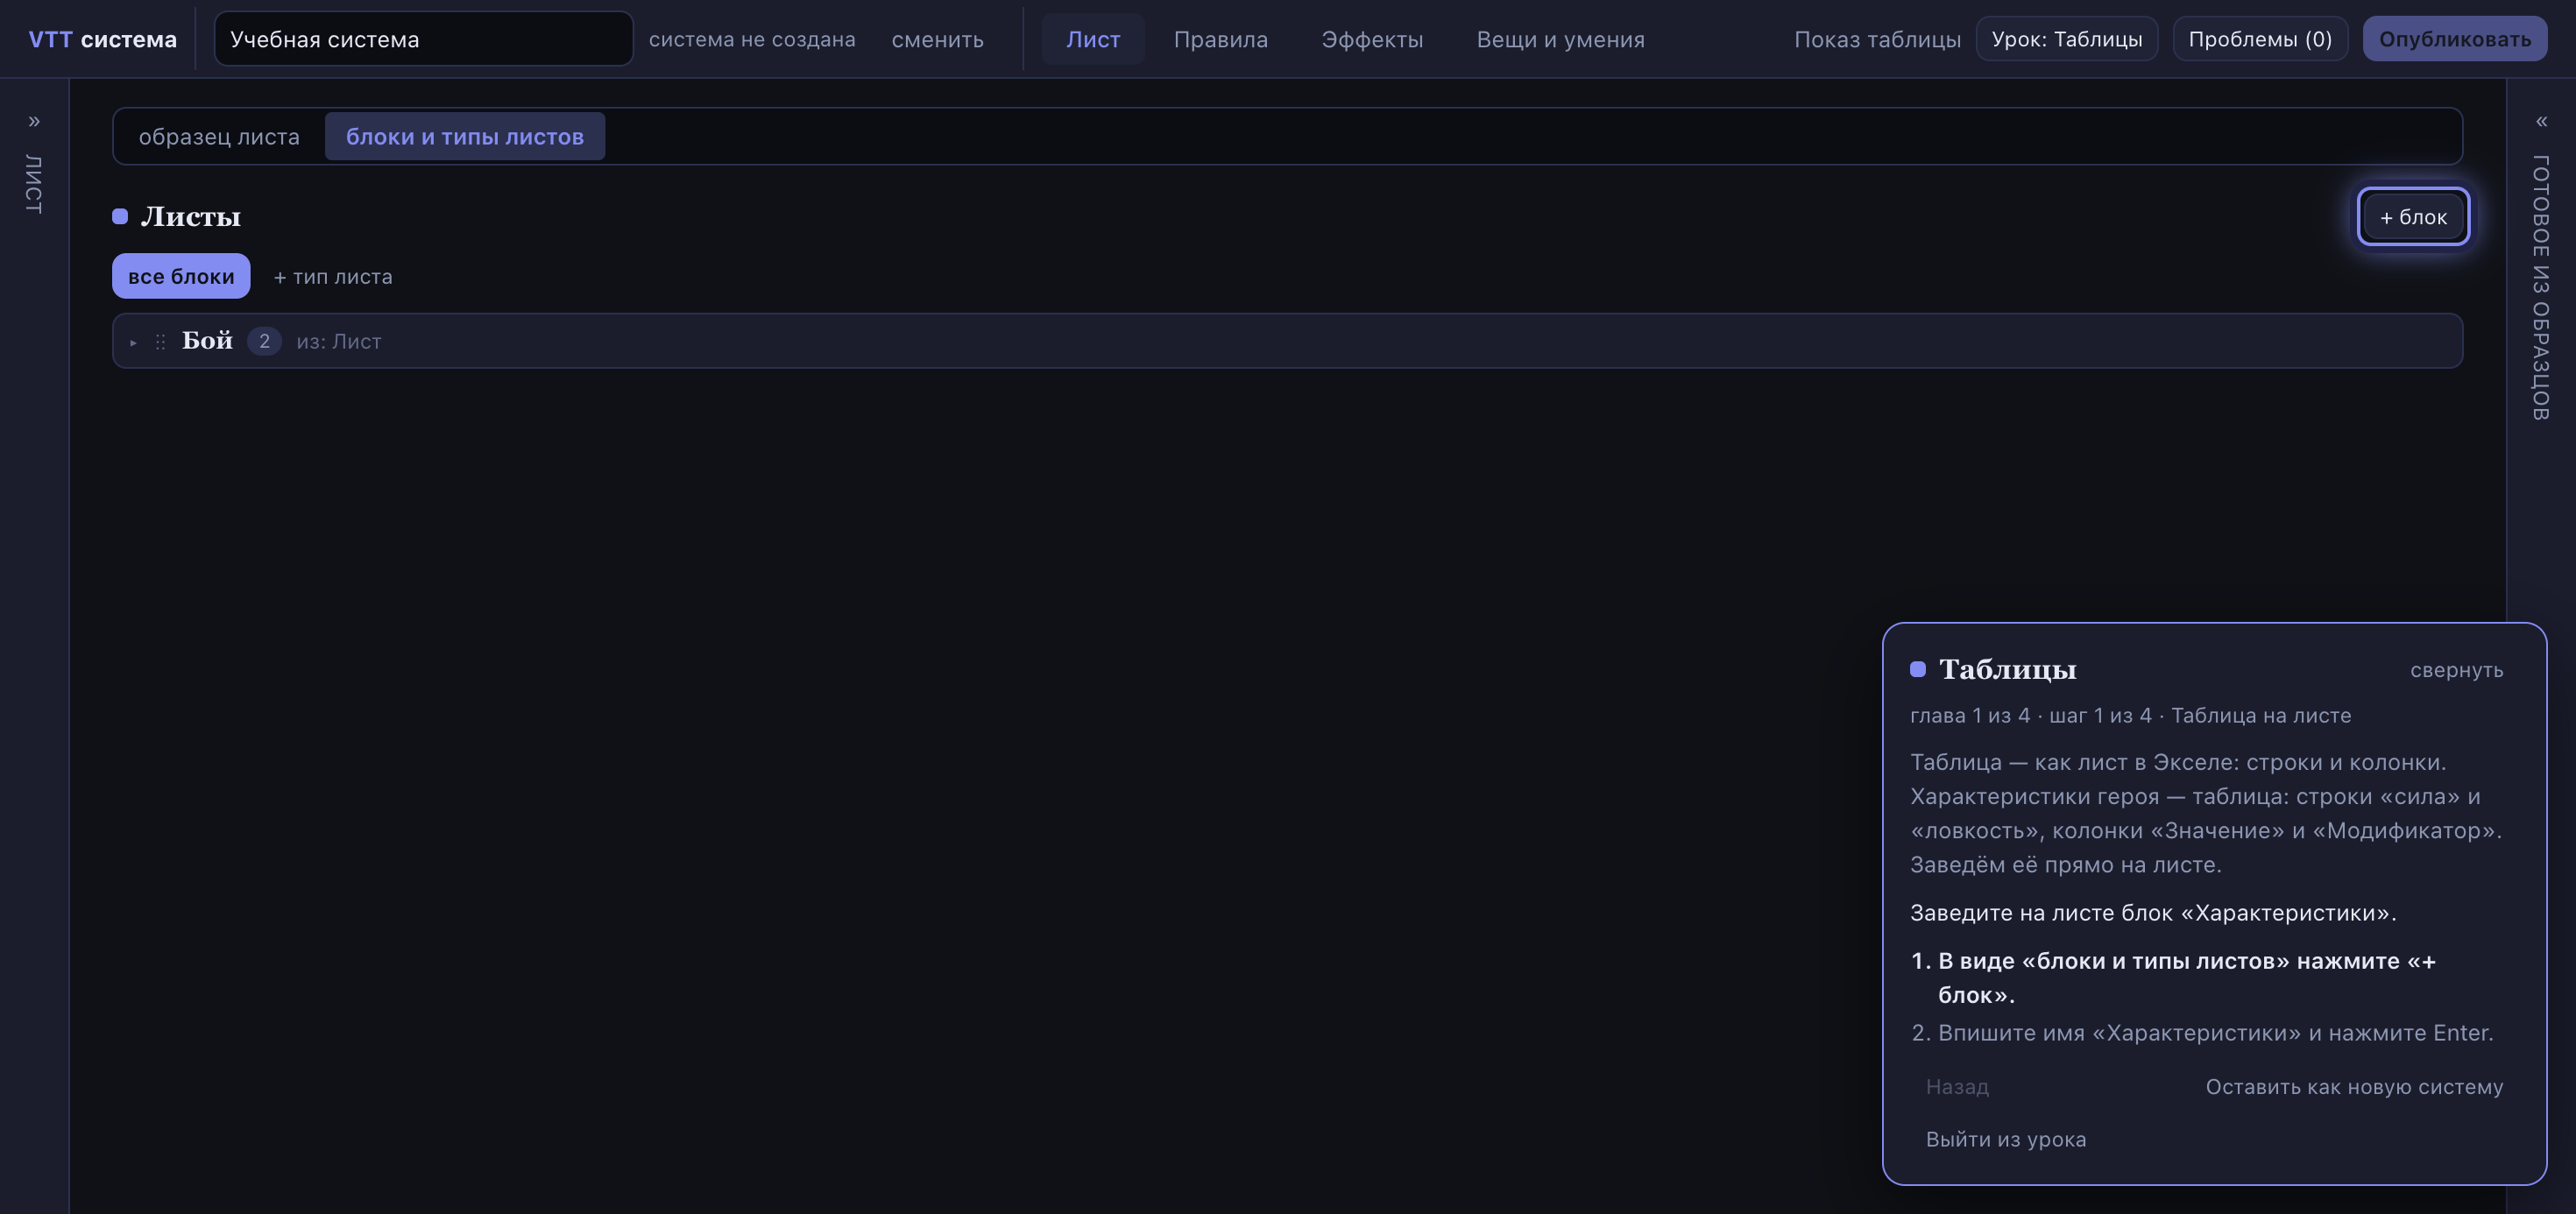 VTT система
Учебная система
система не создана
сменить
Лист
Правила
Эффекты
Вещи и умения
Показ таблицы
Урок: Таблицы
Проблемы (0)
Опубликовать
»
ЛИСТ
образец листа
блоки и типы листов
Листы
+ блок
все блоки
+ тип листа
Бой 2 из: Лист
«
ГОТОВОЕ ИЗ ОБРАЗЦОВ
Таблицы
свернуть
глава 1 из 4 · шаг 1 из 4 · Таблица на листе
Таблица — как лист в Экселе: строки и колонки.
Характеристики героя — таблица: строки «сила» и
«ловкость», колонки «Значение» и «Модификатор».
Заведём её прямо на листе.
Заведите на листе блок «Характеристики».
1. В виде «блоки и типы листов» нажмите «+
блок».
2. Впишите имя «Характеристики» и нажмите Enter.
Назад
Оставить как новую систему
Выйти из урока